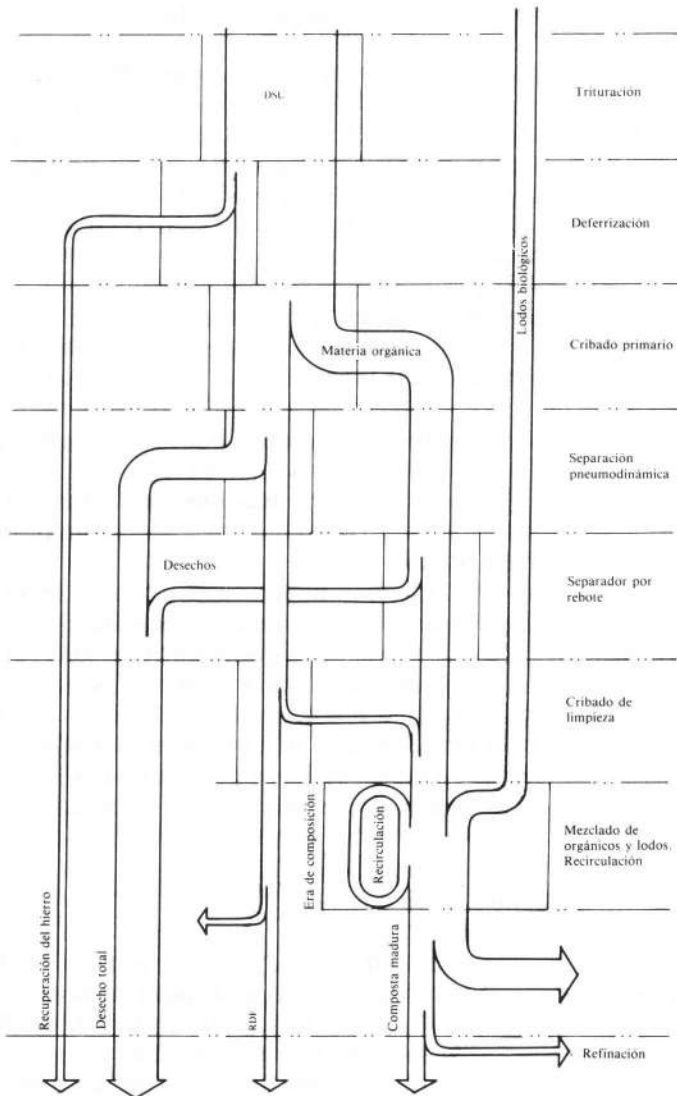 DSU
Trituración
Deferrización
Lodos biológicos
Materia orgánica
Cribado primario
Separación
pneumodinámica
Desechos
Separador por
rebote
Cribado de
limpieza
Era de composición
Recirculación
Mezclado de
orgánicos y lodos.
Recirculación
Recuperación del hierro
Desecho total
RDF
Composta madura
Refinación